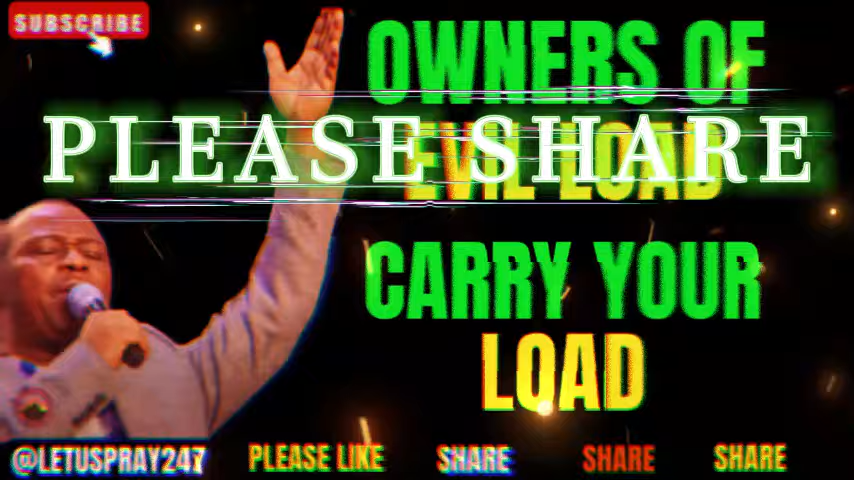 SUBSCRIBE
OWNERS OF
PLEASE SHARE
EVIL LOAD
CARRY YOUR
LOAD
@LETUSPRAY247 PLEASE LIKE SHARE SHARE SHARE